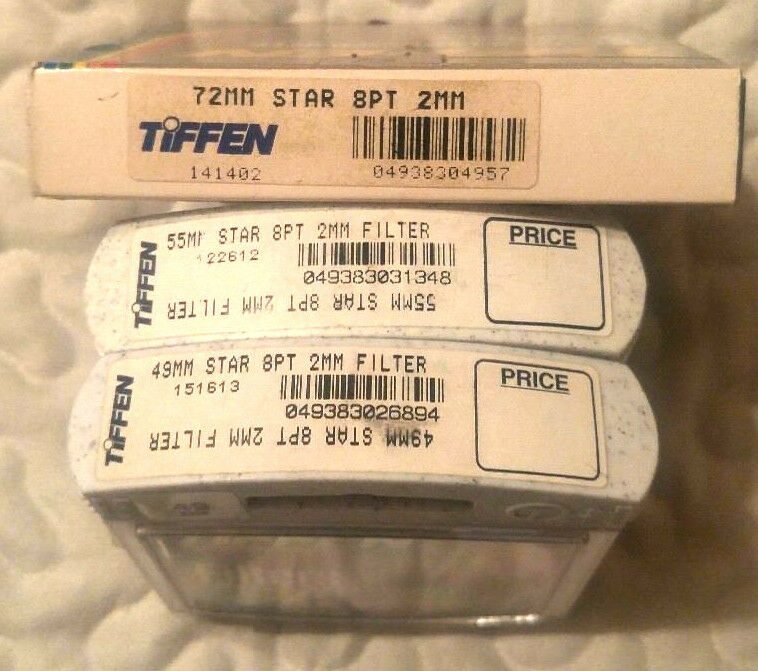 72MM STAR 8PT 2MM
TiFFEN
141402
04938304957
55MM STAR 8PT 2MM FILTER
PRICE
22612
TiFFEN
049383031348
55MM STAR 8PT 2MM FILTER
49MM STAR 8PT 2MM FILTER
PRICE
151613
TiFFEN
049383026894
49MM STAR 8PT 2MM FILTER